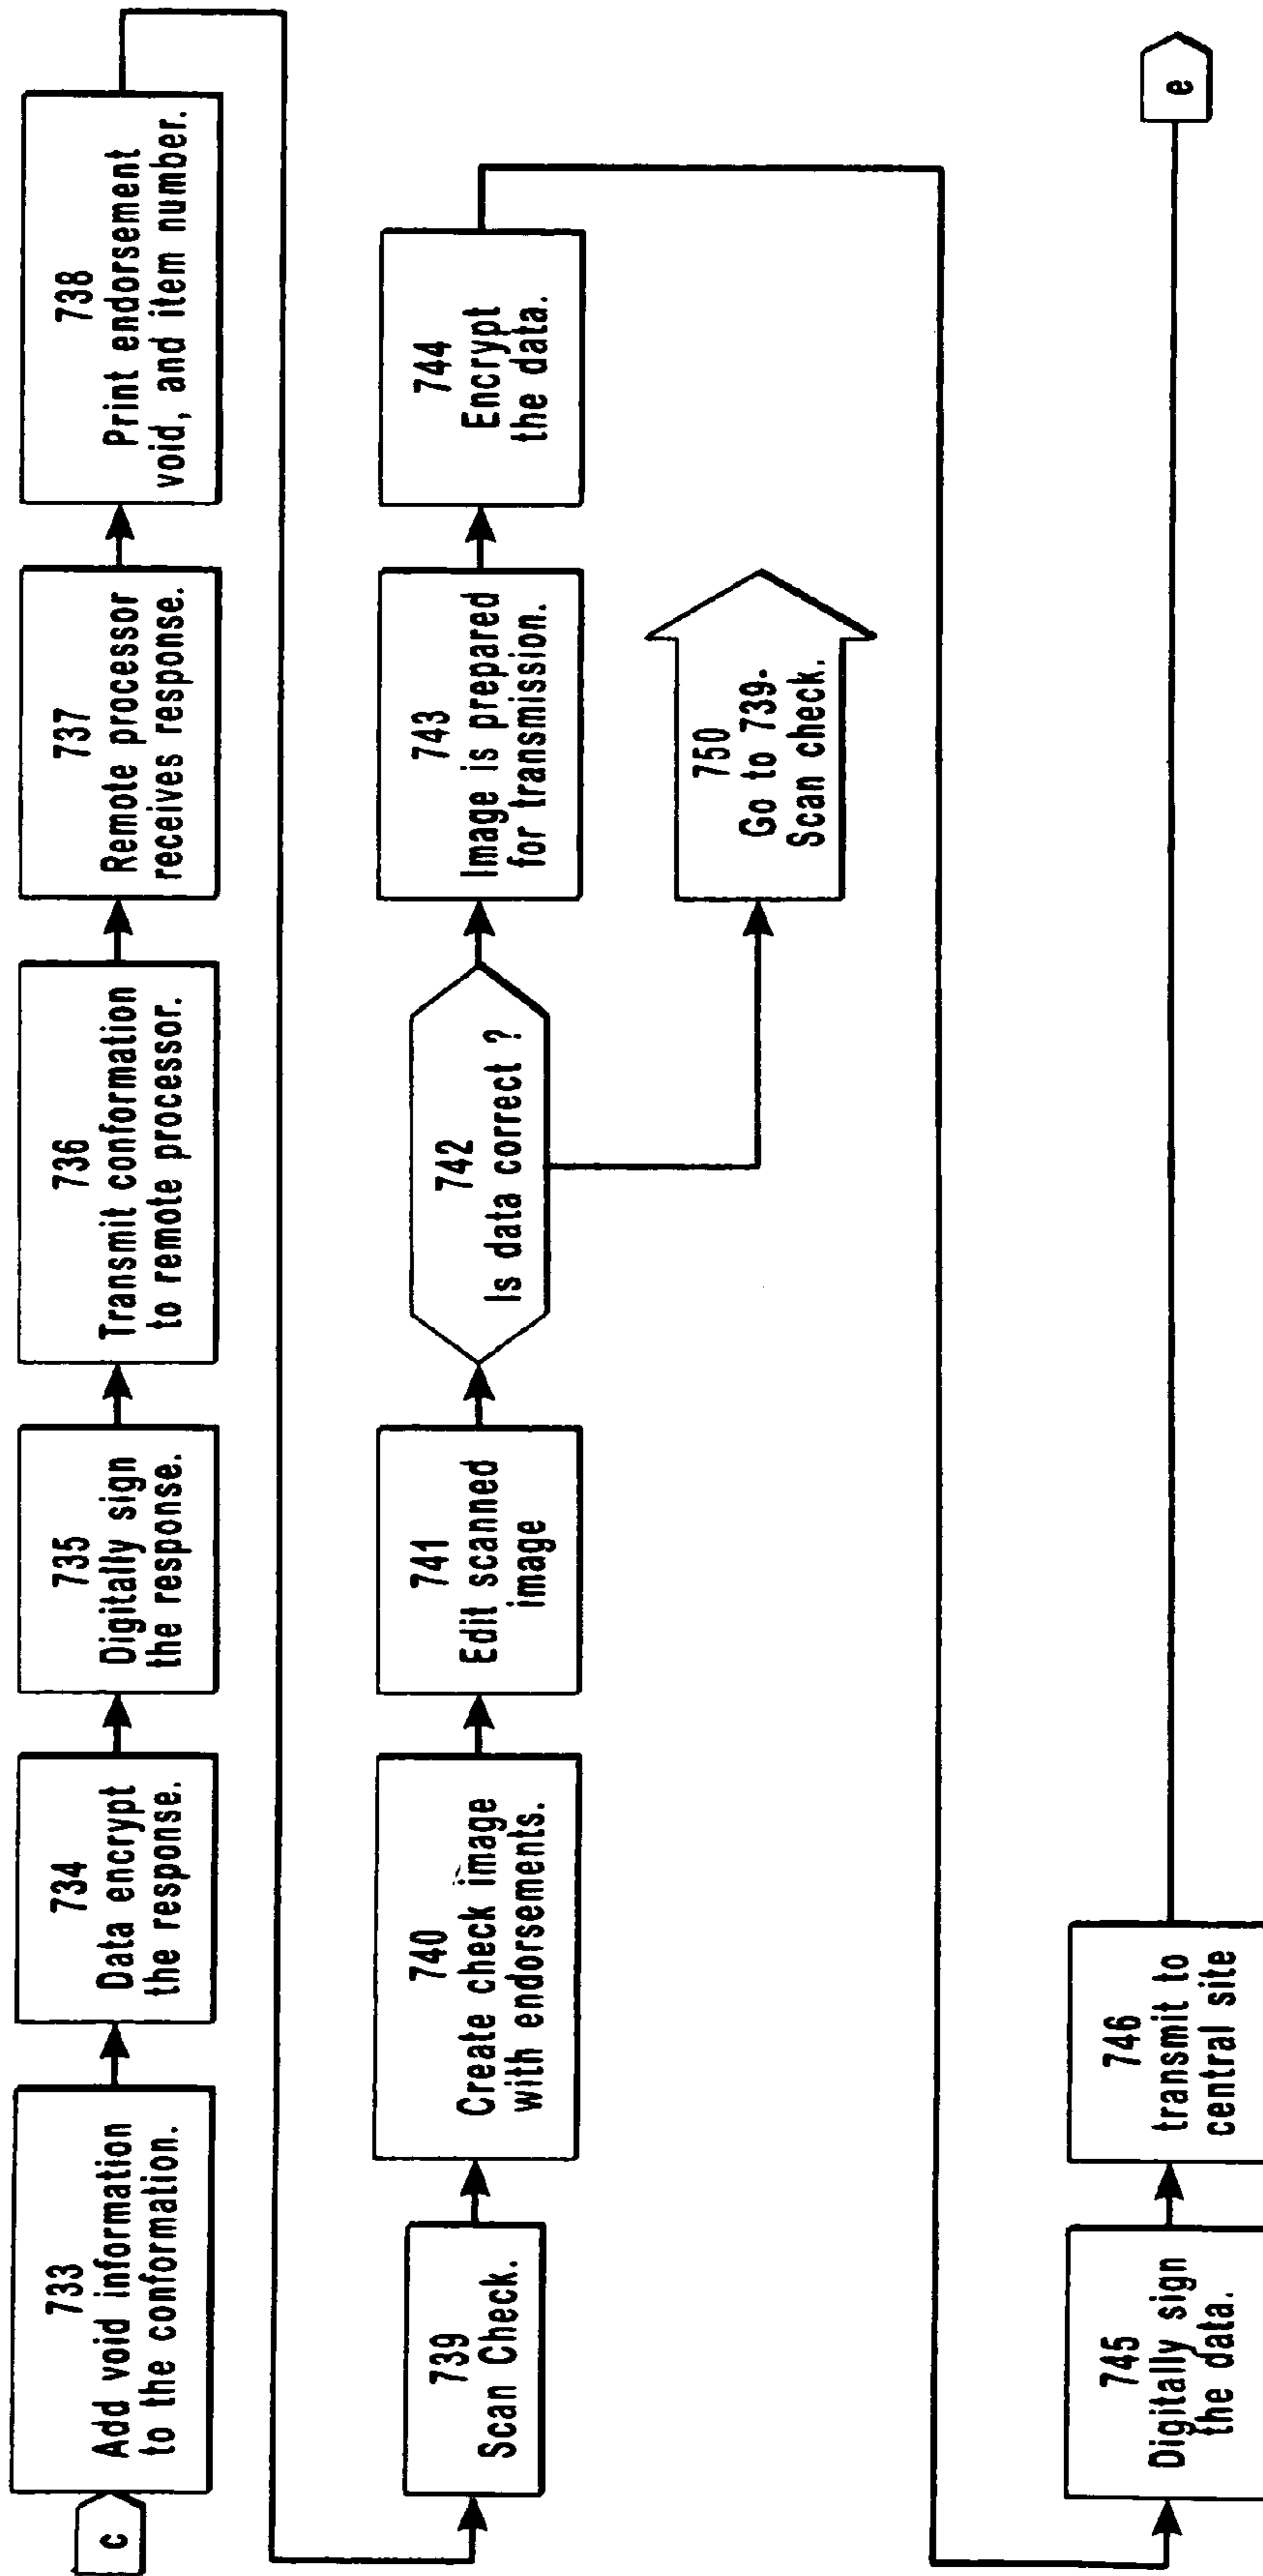 c
733
Add void information
to the conformation.
734
Data encrypt
the response.
735
Digitally sign
the response.
736
Transmit conformation
to remote processor.
737
Remote processor
receives response.
738
Print endorsement
void, and item number.
739
Scan Check.
740
Create check image
with endorsements.
741
Edit scanned
image
742
Is data correct ?
743
Image is prepared
for transmission.
744
Encrypt
the data.
750
Go to 739-
Scan check.
745
Digitally sign
the data.
746
transmit to
central site
e